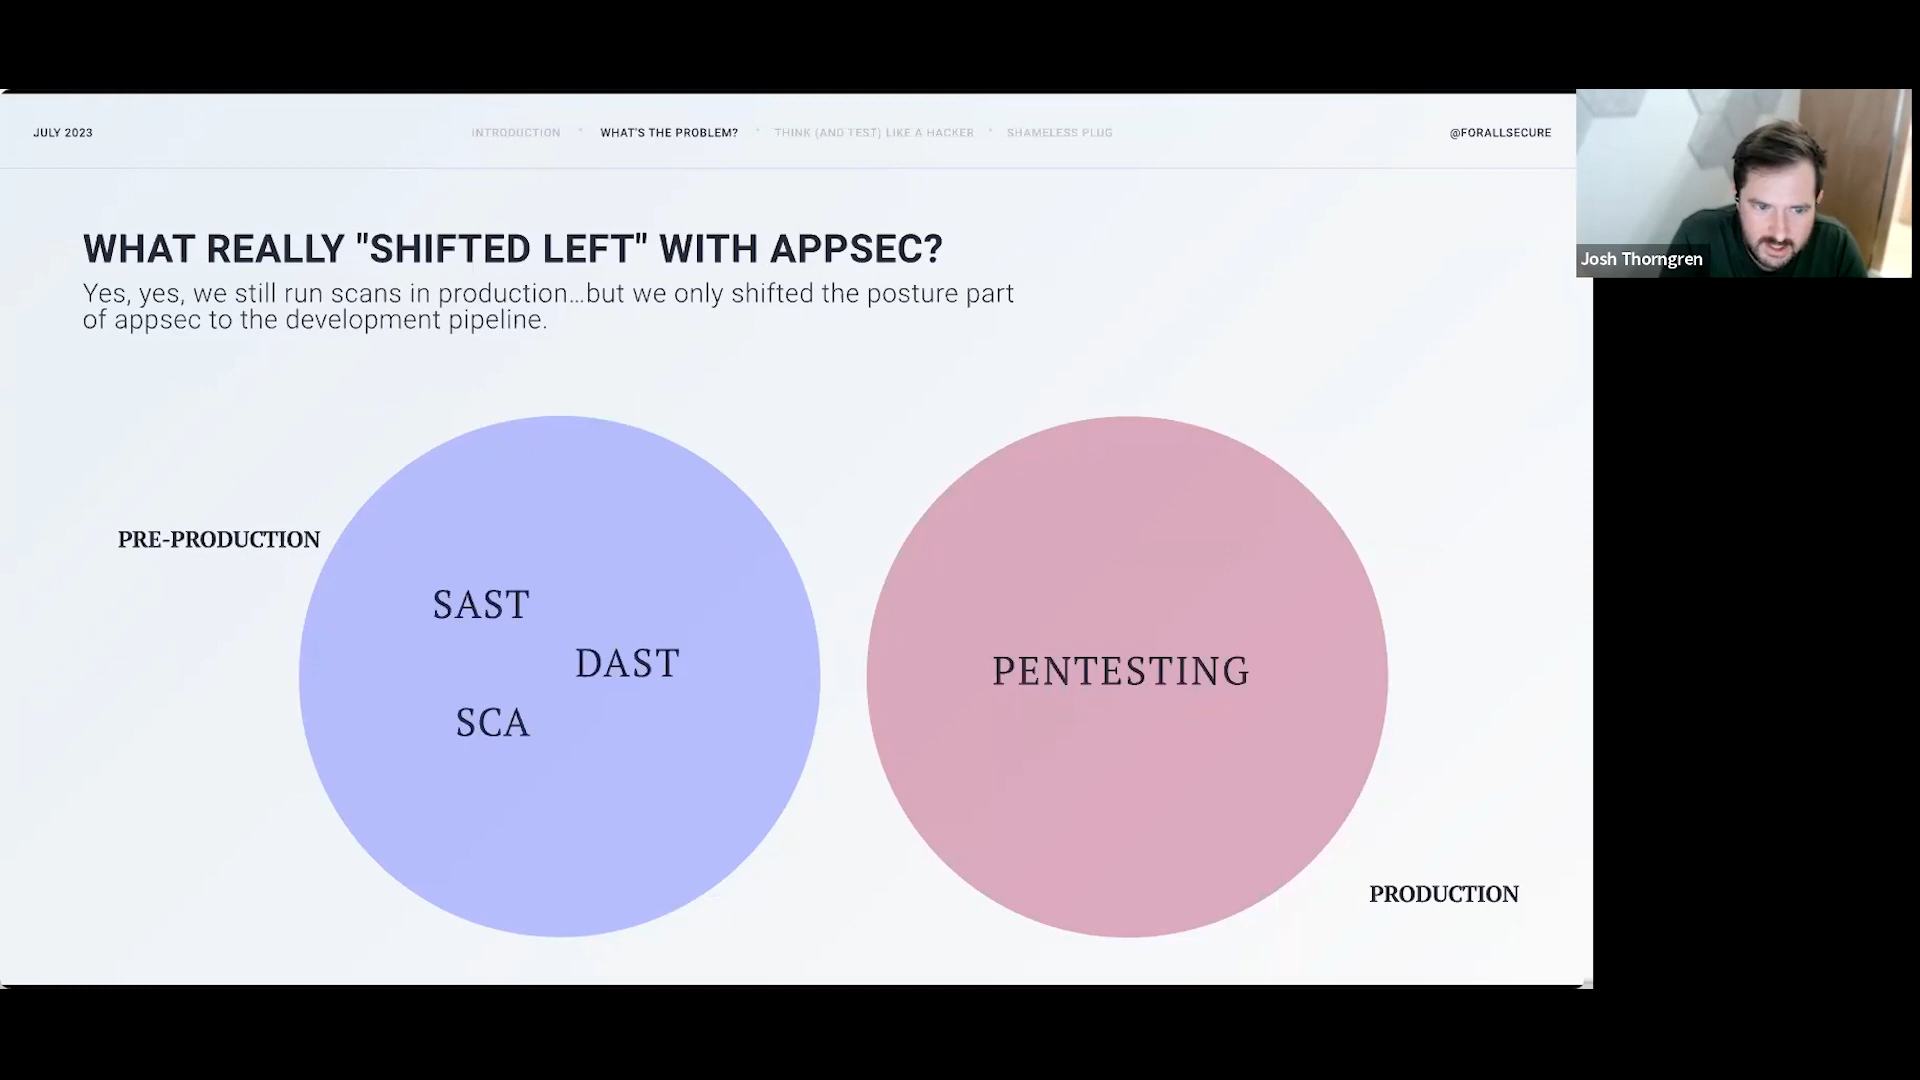 JULY 2023
INTRODUCTION • WHAT'S THE PROBLEM? • THINK (AND TEST) LIKE A HACKER • SHAMELESS PLUG
@FORALLSECURE
Josh Thorngren
WHAT REALLY "SHIFTED LEFT" WITH APPSEC?
Yes, yes, we still run scans in production...but we only shifted the posture part
of appsec to the development pipeline.
PRE-PRODUCTION
SAST
DAST
SCA
PENTESTING
PRODUCTION